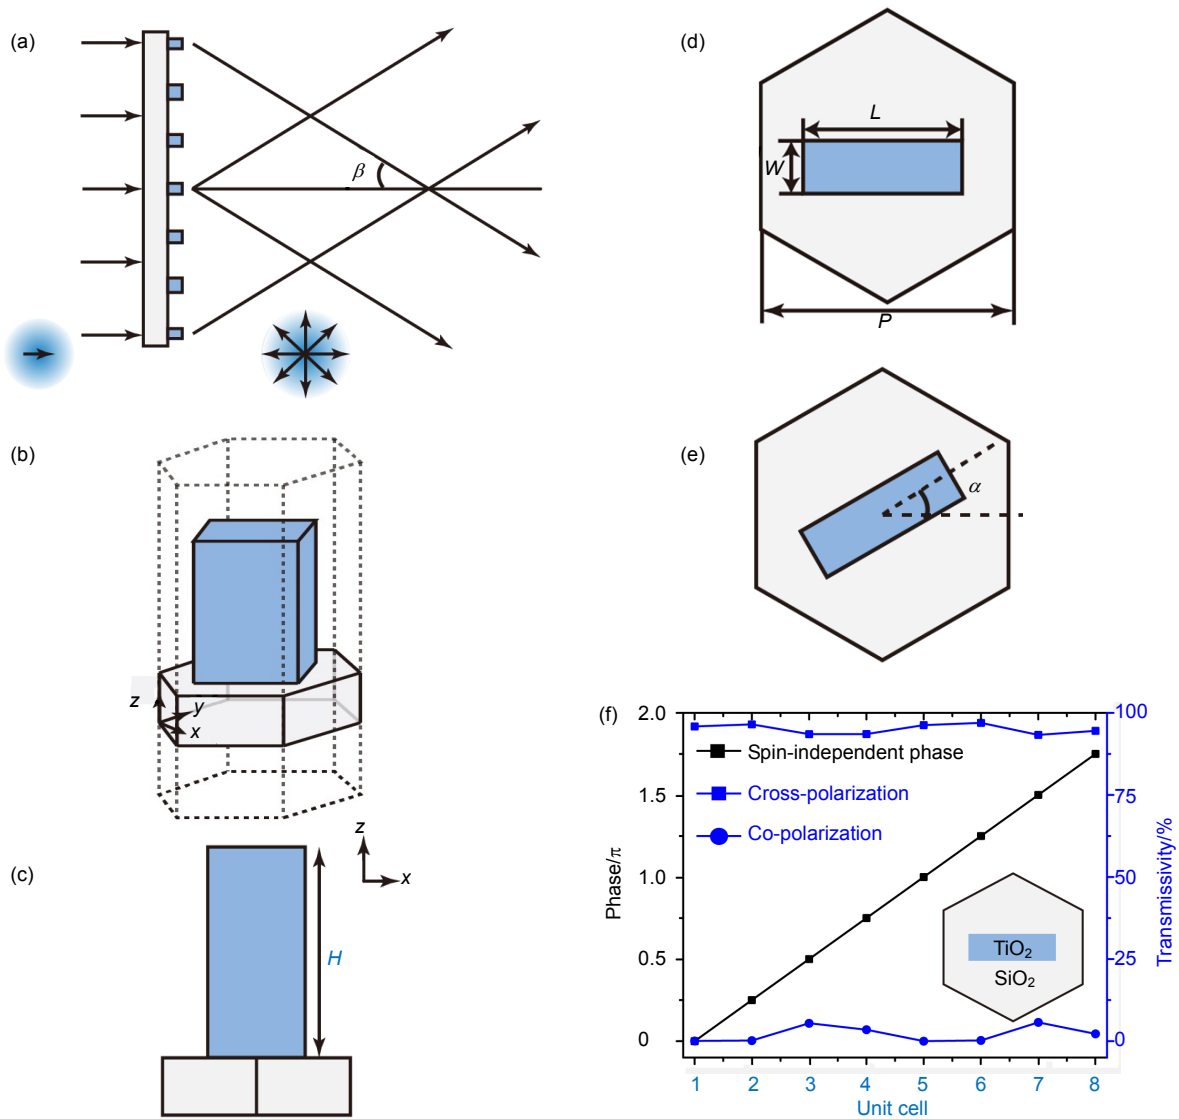 (a)
β
(b)
z
y
x
(c)
z
x
H
(d)
L
W
P
(e)
α
(f)
2.0
1.5
1.0
0.5
0
Phase/π
100
75
50
25
0
Transmissivity/%
Spin-independent phase
Cross-polarization
Co-polarization
TiO₂
SiO₂
1 2 3 4 5 6 7 8
Unit cell